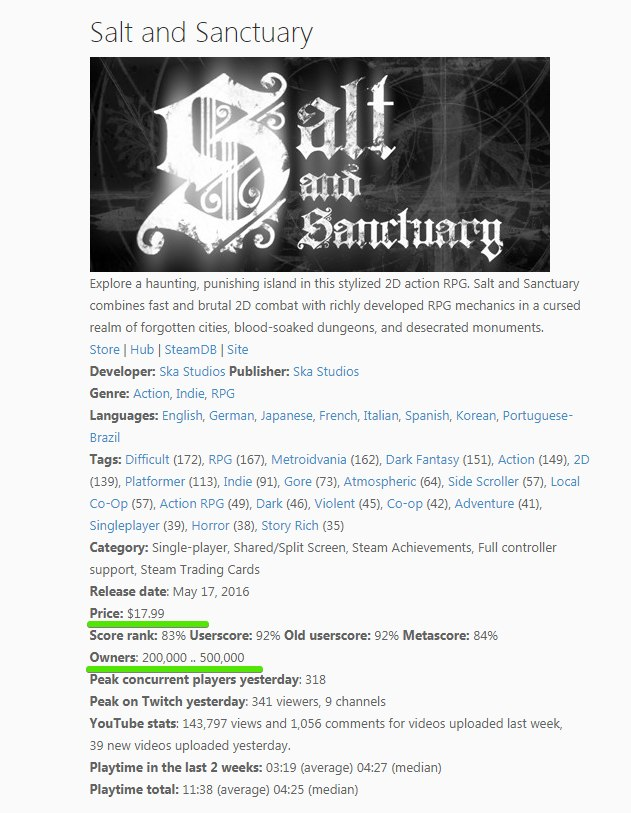 Salt and Sanctuary
Salt
and
Sanctuary
Explore a haunting, punishing island in this stylized 2D action RPG. Salt and Sanctuary
combines fast and brutal 2D combat with richly developed RPG mechanics in a cursed
realm of forgotten cities, blood-soaked dungeons, and desecrated monuments.
Store | Hub | SteamDB | Site
Developer: Ska Studios Publisher: Ska Studios
Genre: Action, Indie, RPG
Languages: English, German, Japanese, French, Italian, Spanish, Korean, Portuguese-
Brazil
Tags: Difficult (172), RPG (167), Metroidvania (162), Dark Fantasy (151), Action (149), 2D
(139), Platformer (113), Indie (91), Gore (73), Atmospheric (64), Side Scroller (57), Local
Co-Op (57), Action RPG (49), Dark (46), Violent (45), Co-op (42), Adventure (41),
Singleplayer (39), Horror (38), Story Rich (35)
Category: Single-player, Shared/Split Screen, Steam Achievements, Full controller
support, Steam Trading Cards
Release date: May 17, 2016
Price: $17.99
Score rank: 83% Userscore: 92% Old userscore: 92% Metascore: 84%
Owners: 200,000 .. 500,000
Peak concurrent players yesterday: 318
Peak on Twitch yesterday: 341 viewers, 9 channels
YouTube stats: 143,797 views and 1,056 comments for videos uploaded last week,
39 new videos uploaded yesterday.
Playtime in the last 2 weeks: 03:19 (average) 04:27 (median)
Playtime total: 11:38 (average) 04:25 (median)